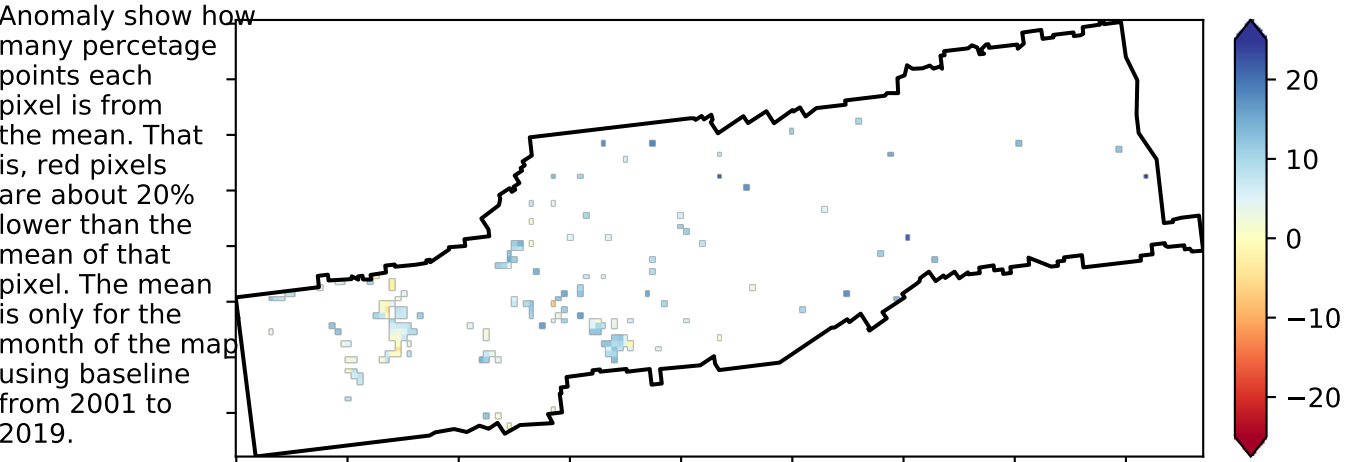 Anomaly show how
many percetage
points each
pixel is from
the mean. That
is, red pixels
are about 20%
lower than the
mean of that
pixel. The mean
is only for the
month of the map
using baseline
from 2001 to
2019.
20
10
0
−10
−20